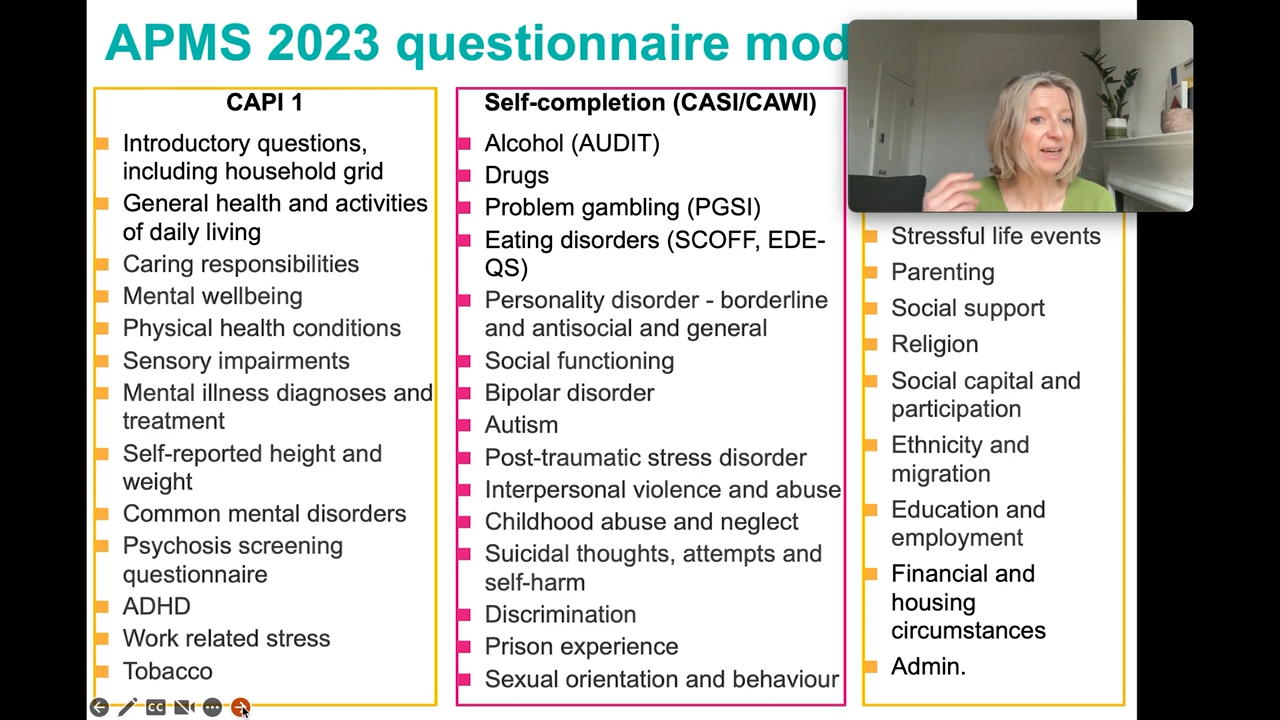 APMS 2023 questionnaire mod
CAPI 1
Introductory questions,
including household grid
General health and activities
of daily living
Caring responsibilities
Mental wellbeing
Physical health conditions
Sensory impairments
Mental illness diagnoses and
treatment
Self-reported height and
weight
Common mental disorders
Psychosis screening
questionnaire
ADHD
Work related stress
Tobacco
Self-completion (CASI/CAWI)
Alcohol (AUDIT)
Drugs
Problem gambling (PGSI)
Eating disorders (SCOFF, EDE-
QS)
Personality disorder - borderline
and antisocial and general
Social functioning
Bipolar disorder
Autism
Post-traumatic stress disorder
Interpersonal violence and abuse
Childhood abuse and neglect
Suicidal thoughts, attempts and
self-harm
Discrimination
Prison experience
Sexual orientation and behaviour
Stressful life events
Parenting
Social support
Religion
Social capital and
participation
Ethnicity and
migration
Education and
employment
Financial and
housing
circumstances
Admin.
CC